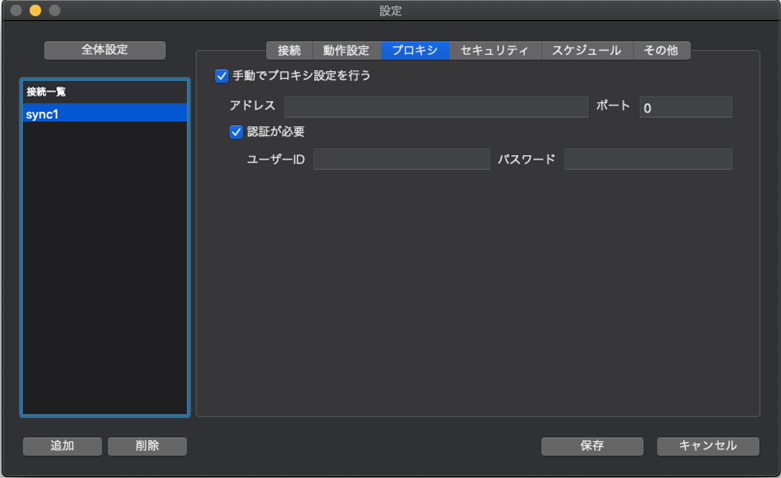 設定
全体設定
接続 動作設定 プロキシ セキュリティ スケジュール その他
接続一覧
sync1
手動でプロキシ設定を行う
アドレス ポート 0
認証が必要
ユーザーID パスワード
追加 削除 保存 キャンセル